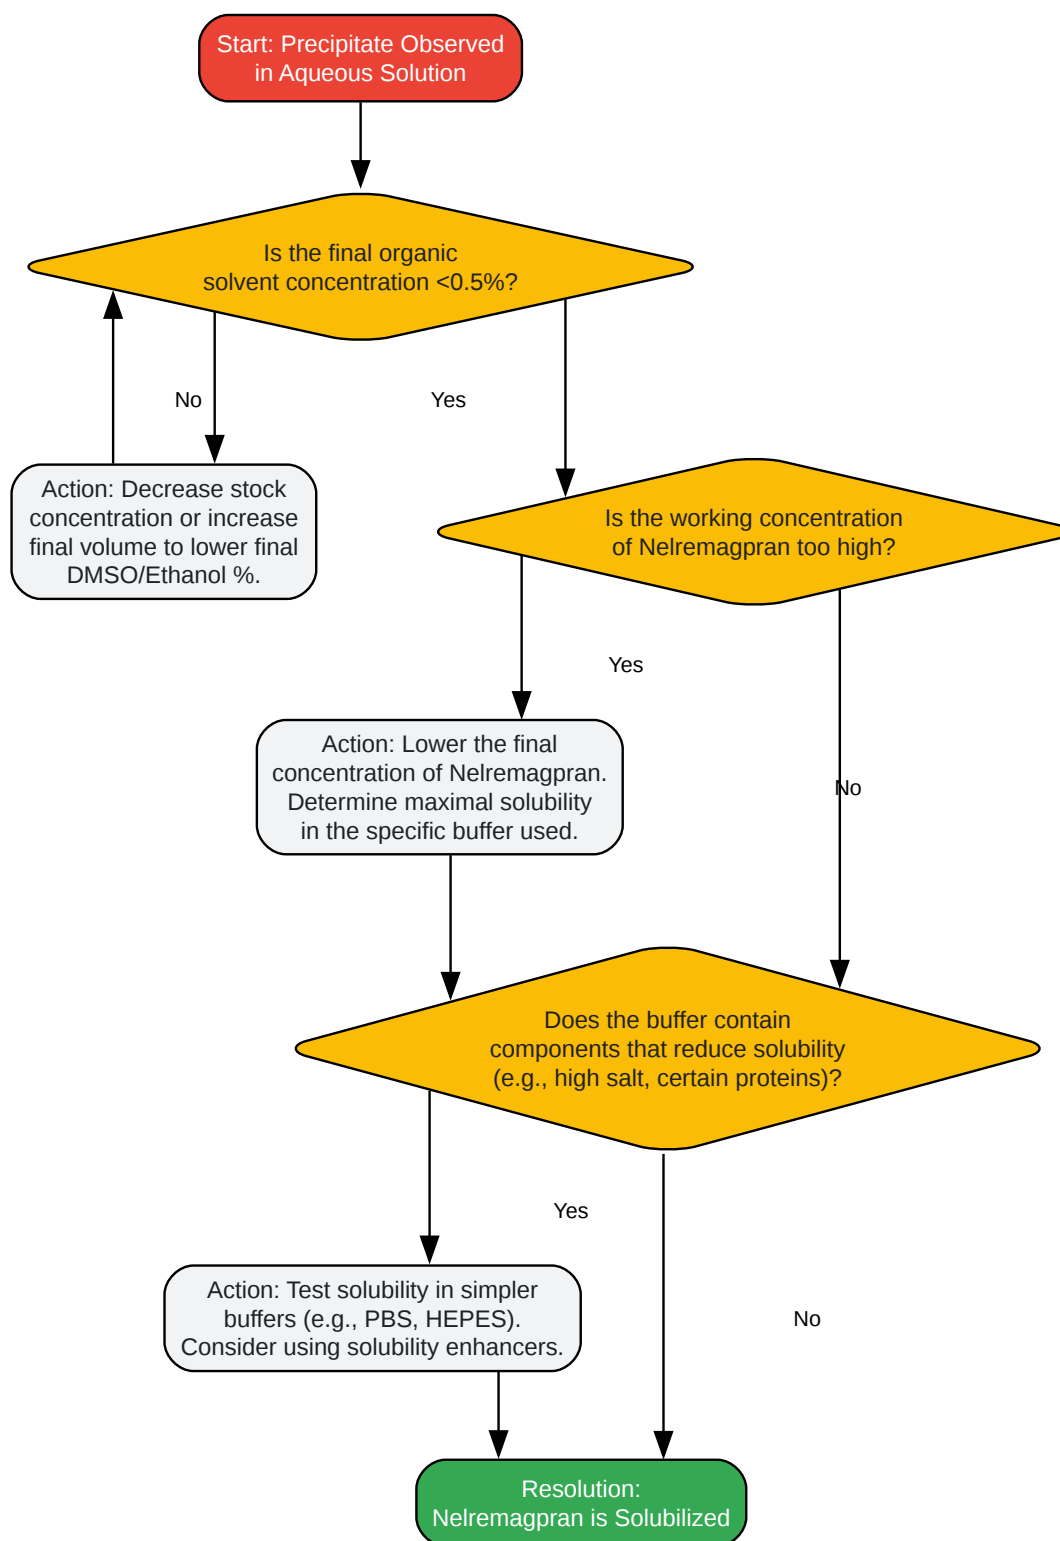 Start: Precipitate Observed
in Aqueous Solution
Is the final organic
solvent concentration <0.5%?
No
Yes
Action: Decrease stock
concentration or increase
final volume to lower final
DMSO/Ethanol %.
Is the working concentration
of Nelremagpran too high?
Yes
Action: Lower the final
concentration of Nelremagpran.
Determine maximal solubility
in the specific buffer used.
No
Does the buffer contain
components that reduce solubility
(e.g., high salt, certain proteins)?
Yes
Action: Test solubility in simpler
buffers (e.g., PBS, HEPES).
Consider using solubility enhancers.
No
Resolution:
Nelremagpran is Solubilized